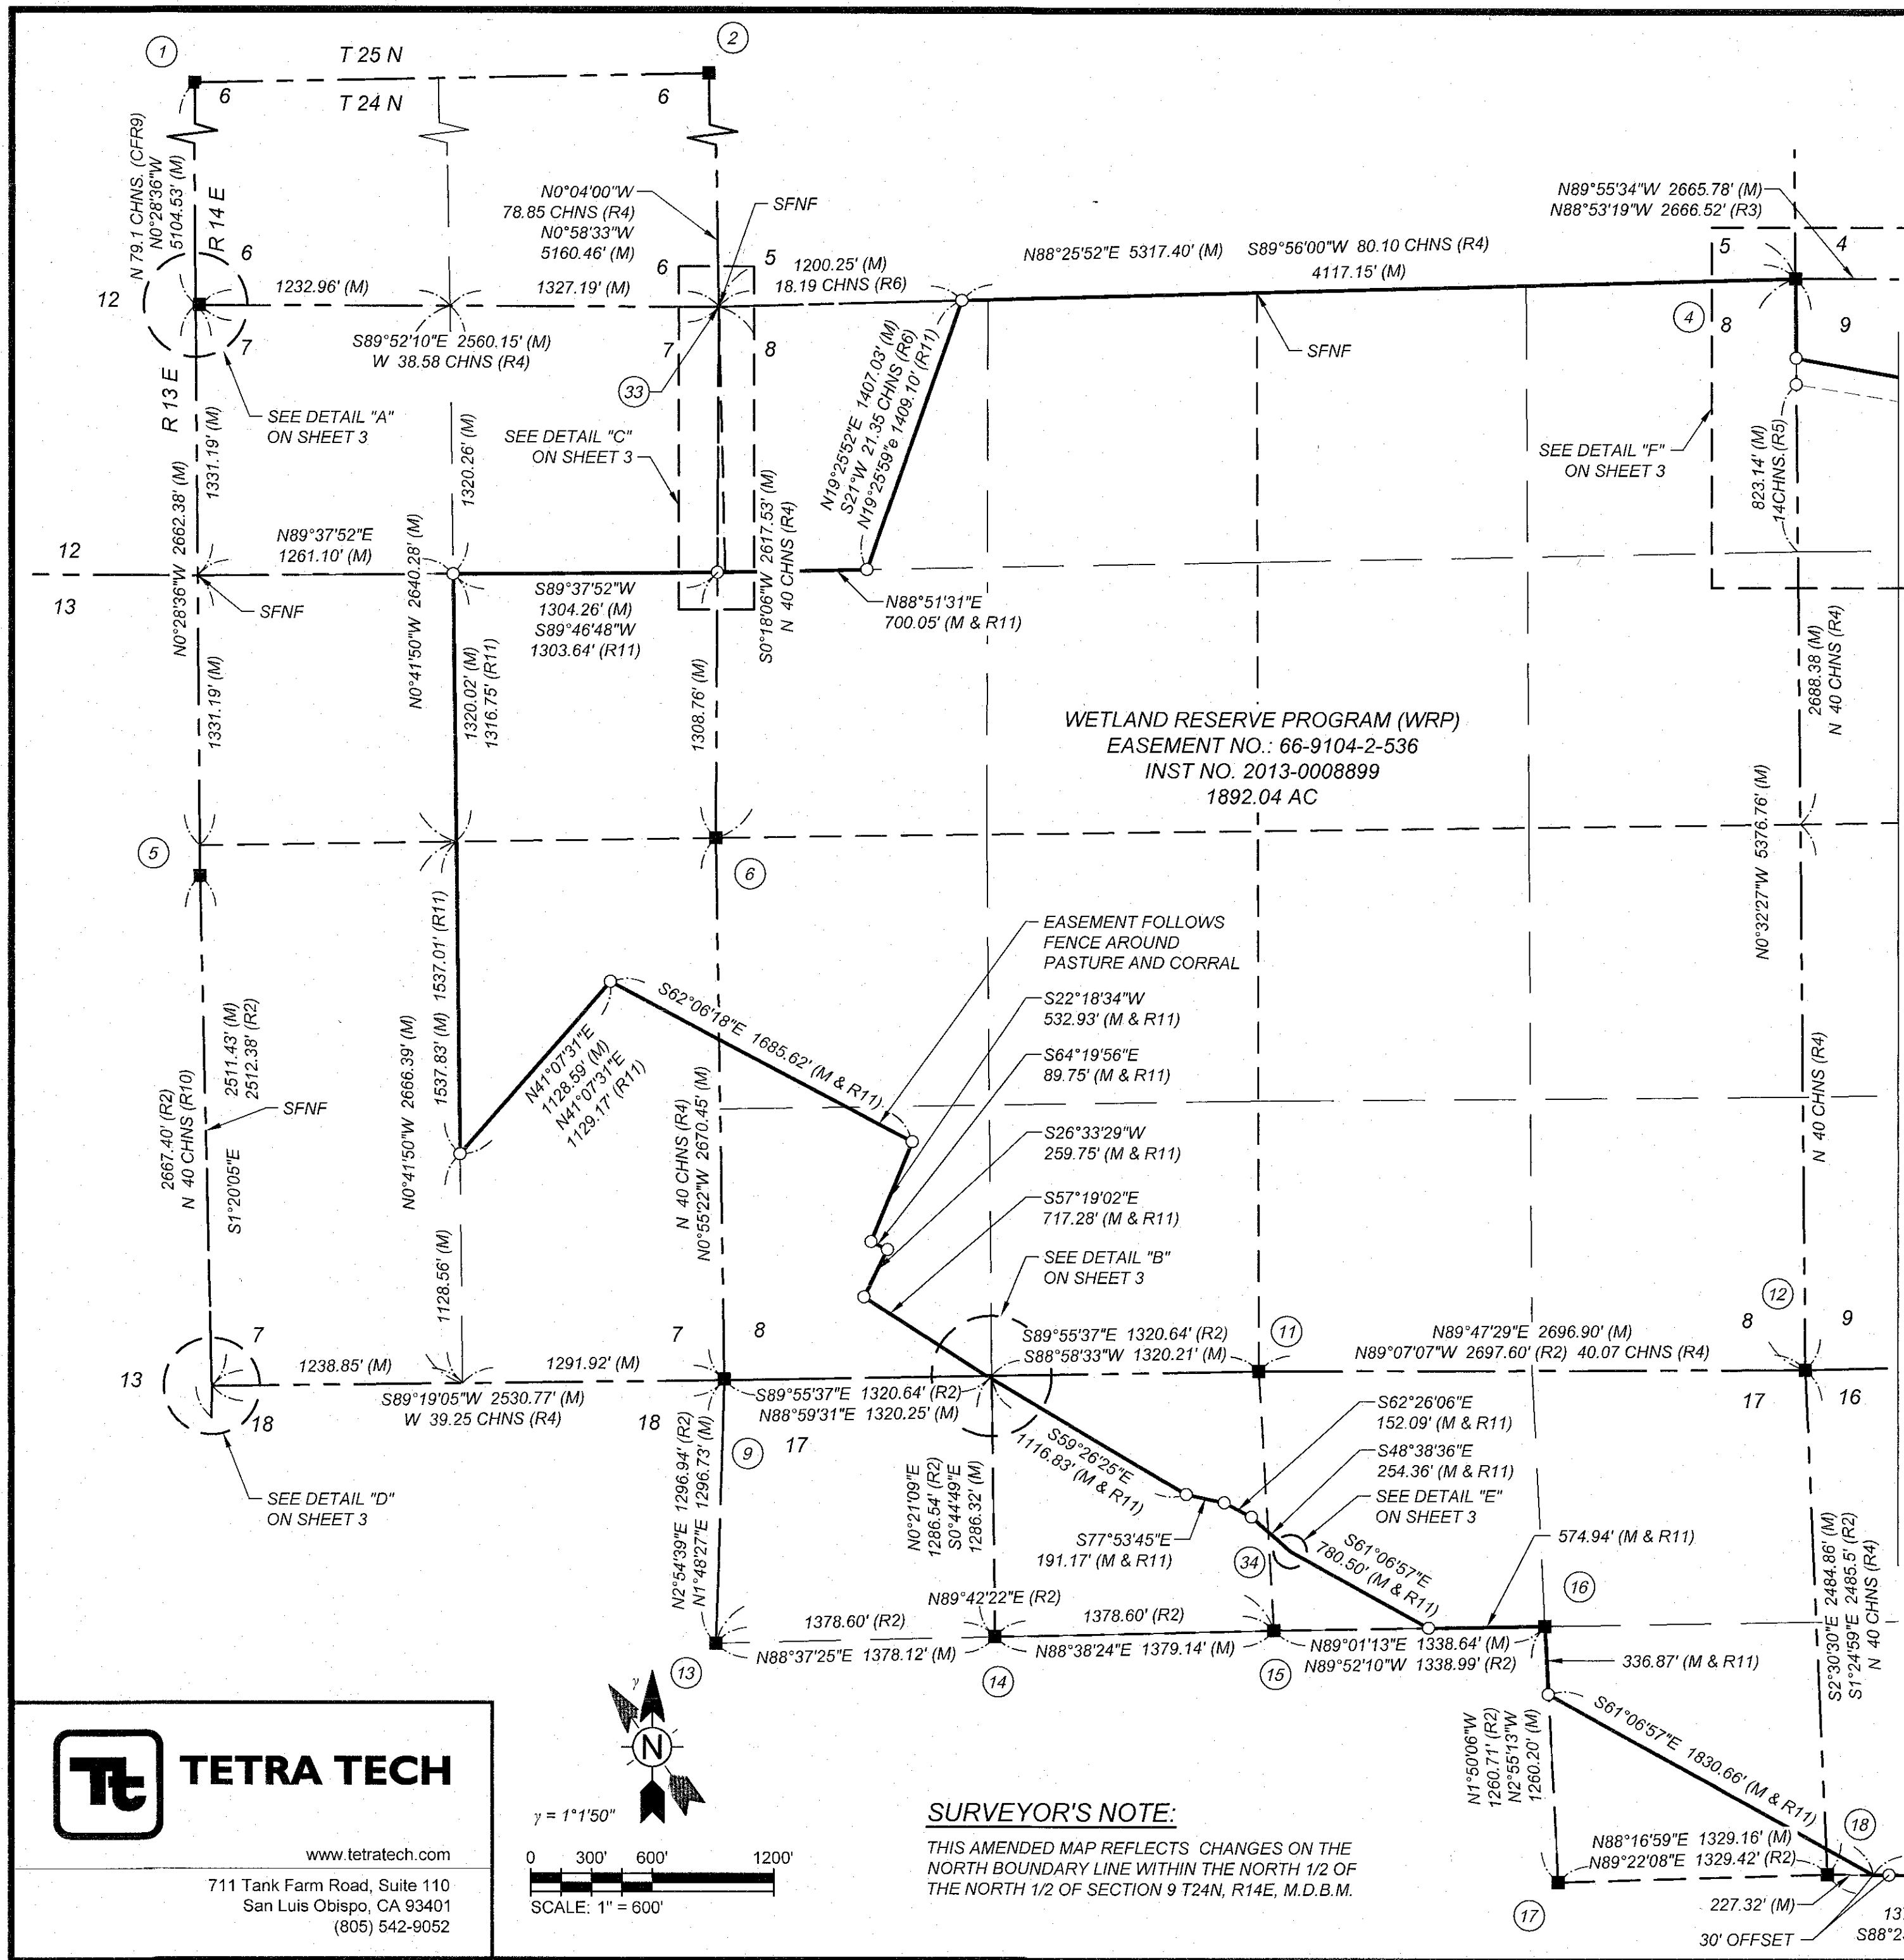 1
2
T 25 N
T 24 N
6
6
N 79.1 CHNS. (CFR9)
N0°28'36"W
5104.53' (M)
R 14 E
R 13 E
6
12
7
1232.96' (M)
1327.19' (M)
S89°52'10"E 2560.15' (M)
W 38.58 CHNS (R4)
N0°04'00"W
78.85 CHNS (R4)
N0°58'33"W
5160.46' (M)
SFNF
6
5
7
8
33
1200.25' (M)
18.19 CHNS (R6)
N88°25'52"E 5317.40' (M)
S89°56'00"W 80.10 CHNS (R4)
4117.15' (M)
SFNF
N89°55'34"W 2665.78' (M)
N88°53'19"W 2666.52' (R3)
5
4
4
8
9
SEE DETAIL "A"
ON SHEET 3
SEE DETAIL "C"
ON SHEET 3
SEE DETAIL "F"
ON SHEET 3
N19°25'52"E 1407.03' (M)
S21°W 21.35 CHNS (R6)
N19°25'59"e 1409.10' (R11)
823.14' (M)
14CHNS.(R5)
1331.19' (M)
N0°28'36"W 2662.38' (M)
1320.26' (M)
N0°41'50"W 2640.28' (M)
12
13
N89°37'52"E
1261.10' (M)
SFNF
S89°37'52"W
1304.26' (M)
S89°46'48"W
1303.64' (R11)
S0°18'06"W 2617.53' (M)
N 40 CHNS (R4)
N88°51'31"E
700.05' (M & R11)
1331.19' (M)
1320.02' (M)
1316.75' (R11)
1308.76' (M)
2688.38 (M)
N 40 CHNS (R4)
WETLAND RESERVE PROGRAM (WRP)
EASEMENT NO.: 66-9104-2-536
INST NO. 2013-0008899
1892.04 AC
N0°32'27"W 5376.76' (M)
5
6
1537.83' (M) 1537.01' (R11)
EASEMENT FOLLOWS
FENCE AROUND
PASTURE AND CORRAL
S22°18'34"W
532.93' (M & R11)
S64°19'56"E
89.75' (M & R11)
S26°33'29"W
259.75' (M & R11)
S57°19'02"E
717.28' (M & R11)
SEE DETAIL "B"
ON SHEET 3
S62°06'18"E 1685.62' (M & R11)
N41°07'31"E
1128.59' (M)
N41°07'31"E
1129.17' (R11)
2511.43' (M)
2512.38' (R2)
SFNF
2667.40' (R2)
N 40 CHNS (R10)
S1°20'05"E
N0°41'50"W 2666.39' (M)
1128.56' (M)
N 40 CHNS (R4)
N0°55'22"W 2670.45' (M)
N 40 CHNS (R4)
12
13
7
18
1238.85' (M)
1291.92' (M)
S89°19'05"W 2530.77' (M)
W 39.25 CHNS (R4)
7
8
18
17
9
S89°55'37"E 1320.64' (R2)
N88°59'31"E 1320.25' (M)
S89°55'37"E 1320.64' (R2)
S88°58'33"W 1320.21' (M)
11
N89°47'29"E 2696.90' (M)
N89°07'07"W 2697.60' (R2) 40.07 CHNS (R4)
8
9
17
16
SEE DETAIL "D"
ON SHEET 3
N2°54'39"E 1296.94' (R2)
N1°48'27"E 1296.73' (M)
N0°21'09"E
1286.54' (R2)
S0°44'49"E
1286.32' (M)
S59°26'25"E
1116.83' (M & R11)
S62°26'06"E
152.09' (M & R11)
S48°38'36"E
254.36' (M & R11)
SEE DETAIL "E"
ON SHEET 3
S77°53'45"E
191.17' (M & R11)
34
S61°06'57"E
780.50' (M & R11)
574.94' (M & R11)
16
S2°30'30"E 2484.86' (M)
S1°24'59"E 2485.5' (R2)
N 40 CHNS (R4)
N89°42'22"E (R2)
1378.60' (R2)
1378.60' (R2)
N88°37'25"E 1378.12' (M)
N88°38'24"E 1379.14' (M)
N89°01'13"E 1338.64' (M)
N89°52'10"W 1338.99' (R2)
13
14
15
336.87' (M & R11)
N1°50'06"W
1260.71' (R2)
N2°55'13"W
1260.20' (M)
S61°06'57"E 1830.66' (M & R11)
N88°16'59"E 1329.16' (M)
N89°22'08"E 1329.42' (R2)
18
17
227.32' (M)
30' OFFSET
13
S88°2
Tt
TETRA TECH
www.tetratech.com
711 Tank Farm Road, Suite 110
San Luis Obispo, CA 93401
(805) 542-9052
γ
N
γ = 1°1'50"
0 300' 600' 1200'
SCALE: 1" = 600'
SURVEYOR'S NOTE:
THIS AMENDED MAP REFLECTS CHANGES ON THE
NORTH BOUNDARY LINE WITHIN THE NORTH 1/2 OF
THE NORTH 1/2 OF SECTION 9 T24N, R14E, M.D.B.M.